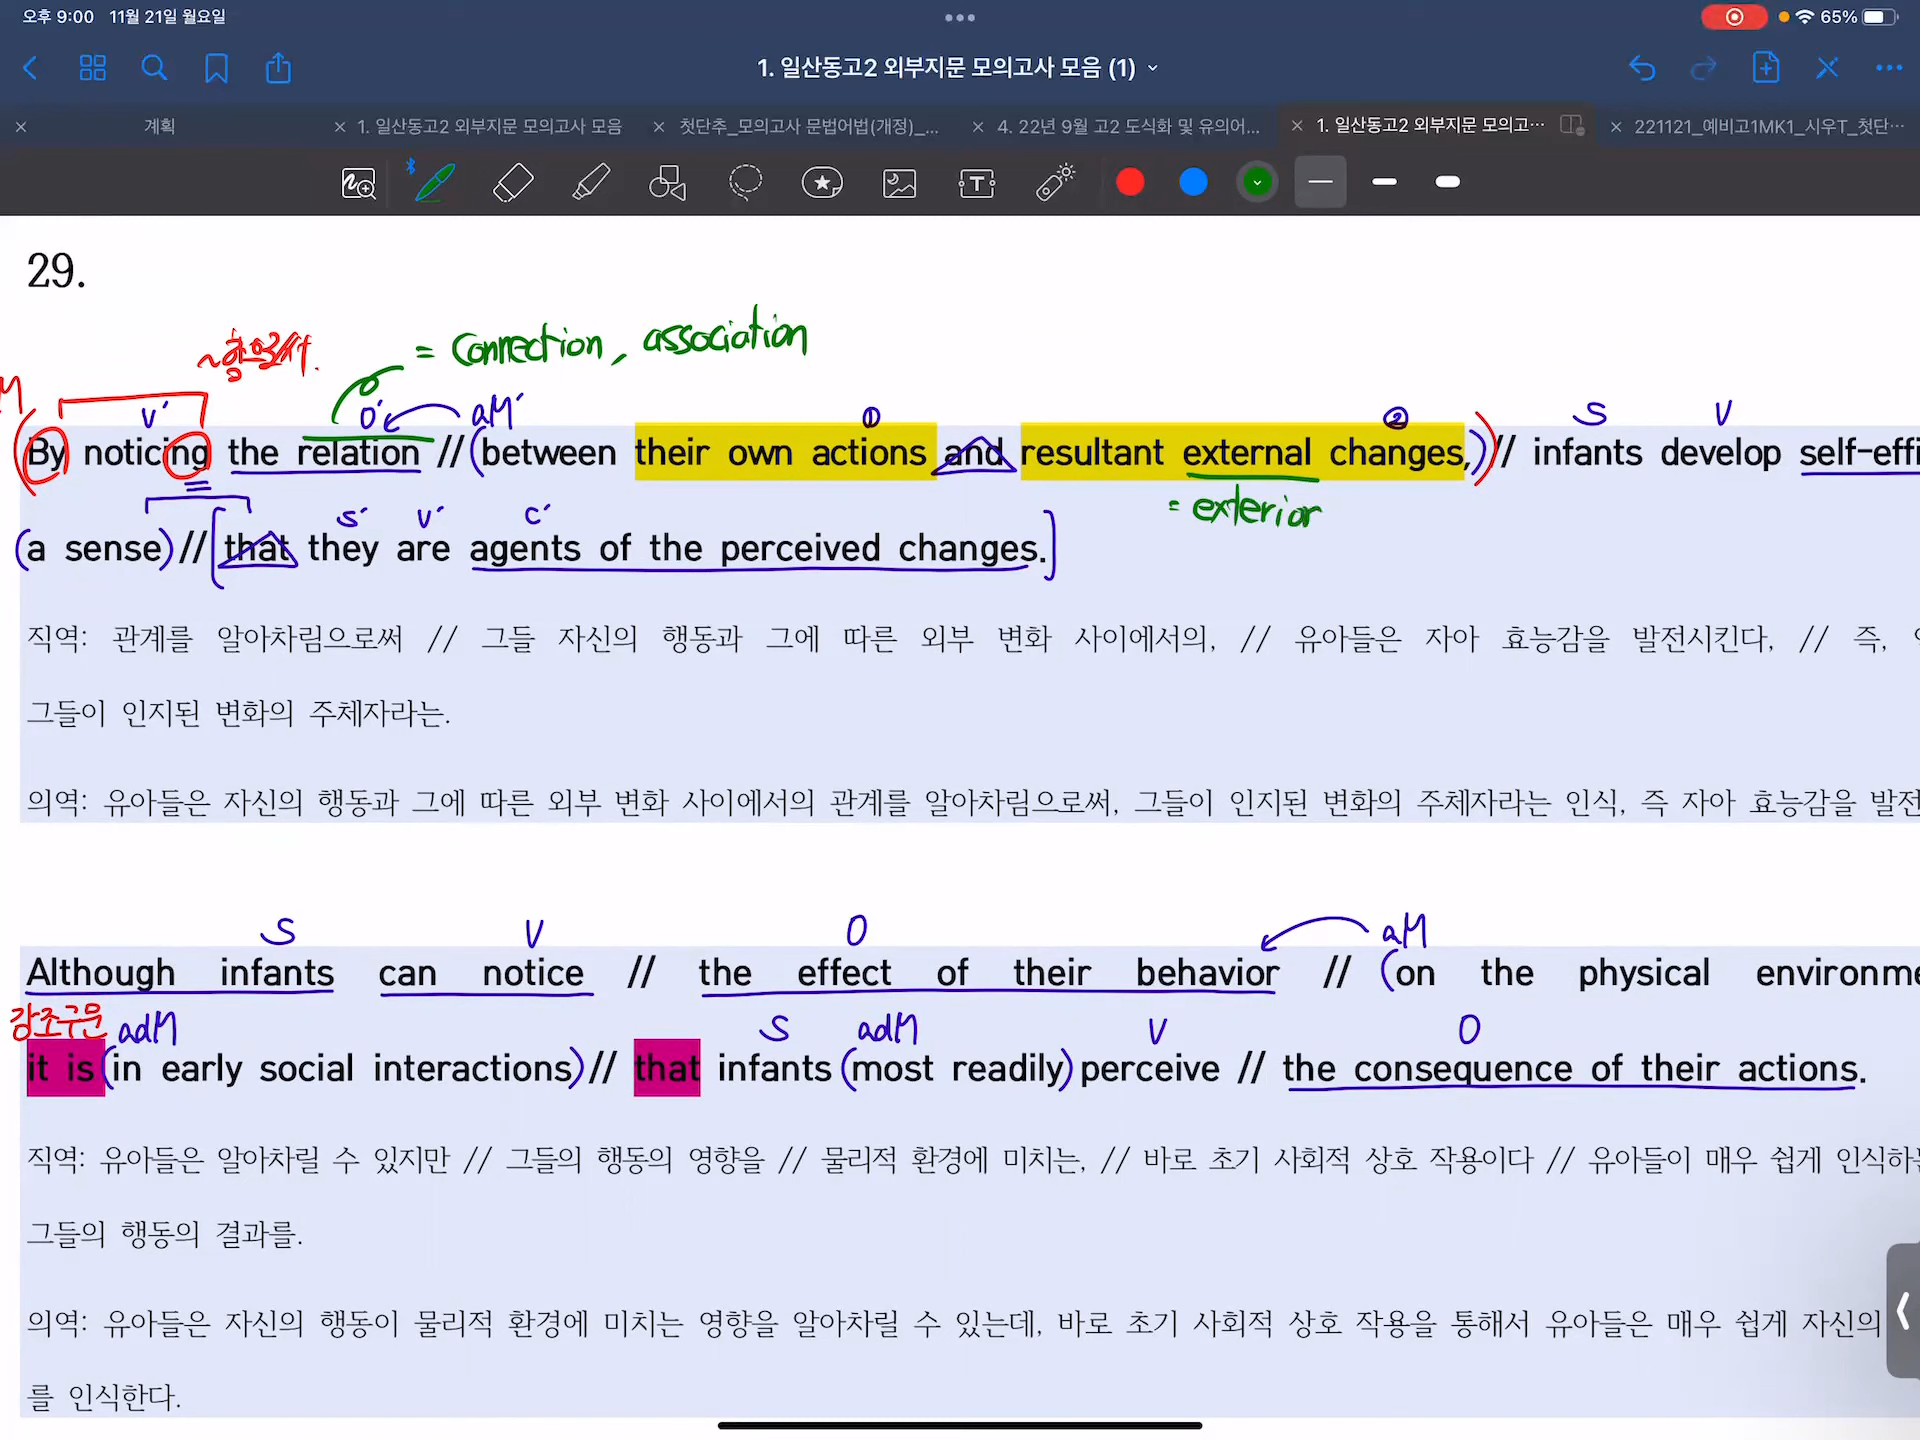 오후 9:00 11월 21일 월요일
65%
1. 일산동고2 외부지문 모의고사 모음 (1)
계획
1. 일산동고2 외부지문 모의고사 모음
첫단추_모의고사 문법어법(개정)_...
4. 22년 9월 고2 도식화 및 유의어...
1. 일산동고2 외부지문 모의고...
221121_예비고1MK1_시우T_첫단...
29.
= connection, association
V' O' aM' ① ② S V
By noticing the relation // (between their own actions and resultant external changes,) // infants develop self-effi
= exterior
S' V' C'
(a sense) // [that they are agents of the perceived changes.]
직역: 관계를 알아차림으로써 // 그들 자신의 행동과 그에 따른 외부 변화 사이에서의, // 유아들은 자아 효능감을 발전시킨다, // 즉,
그들이 인지된 변화의 주체자라는.
의역: 유아들은 자신의 행동과 그에 따른 외부 변화 사이에서의 관계를 알아차림으로써, 그들이 인지된 변화의 주체자라는 인식, 즉 자아 효능감을 발전
S V O aM
Although infants can notice // the effect of their behavior // (on the physical environme
강조구문 adM S adM V O
it is (in early social interactions) // that infants (most readily) perceive // the consequence of their actions.
직역: 유아들은 알아차릴 수 있지만 // 그들의 행동의 영향을 // 물리적 환경에 미치는, // 바로 초기 사회적 상호 작용이다 // 유아들이 매우 쉽게 인식하는
그들의 행동의 결과를.
의역: 유아들은 자신의 행동이 물리적 환경에 미치는 영향을 알아차릴 수 있는데, 바로 초기 사회적 상호 작용을 통해서 유아들은 매우 쉽게 자신의
를 인식한다.